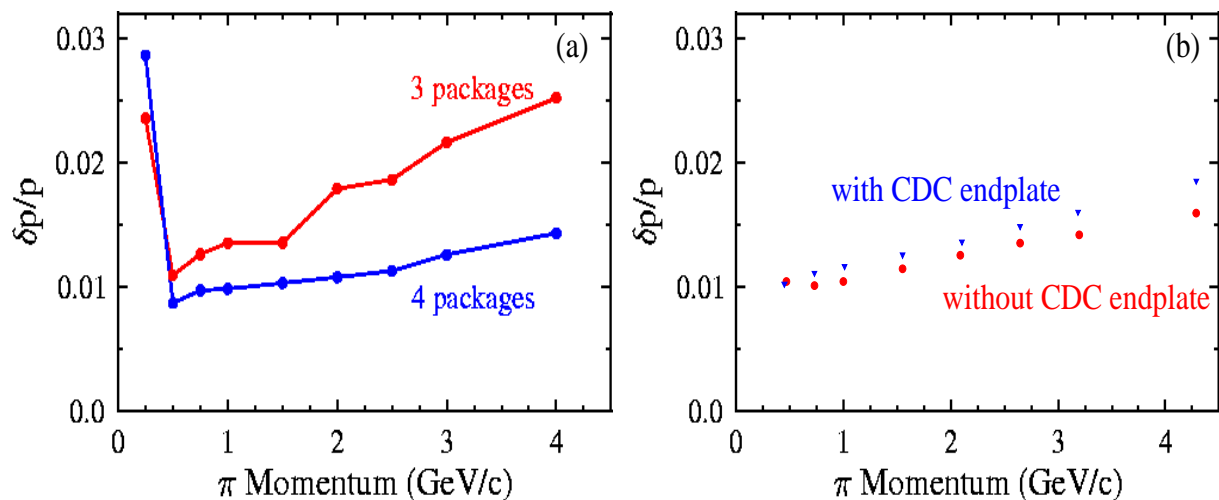 0.03
(a)
3 packages
0.02
δp/p
0.01
4 packages
0.0
0 1 2 3 4
π Momentum (GeV/c)
0.03
(b)
0.02
with CDC endplate
δp/p
0.01
without CDC endplate
0.0
0 1 2 3 4
π Momentum (GeV/c)